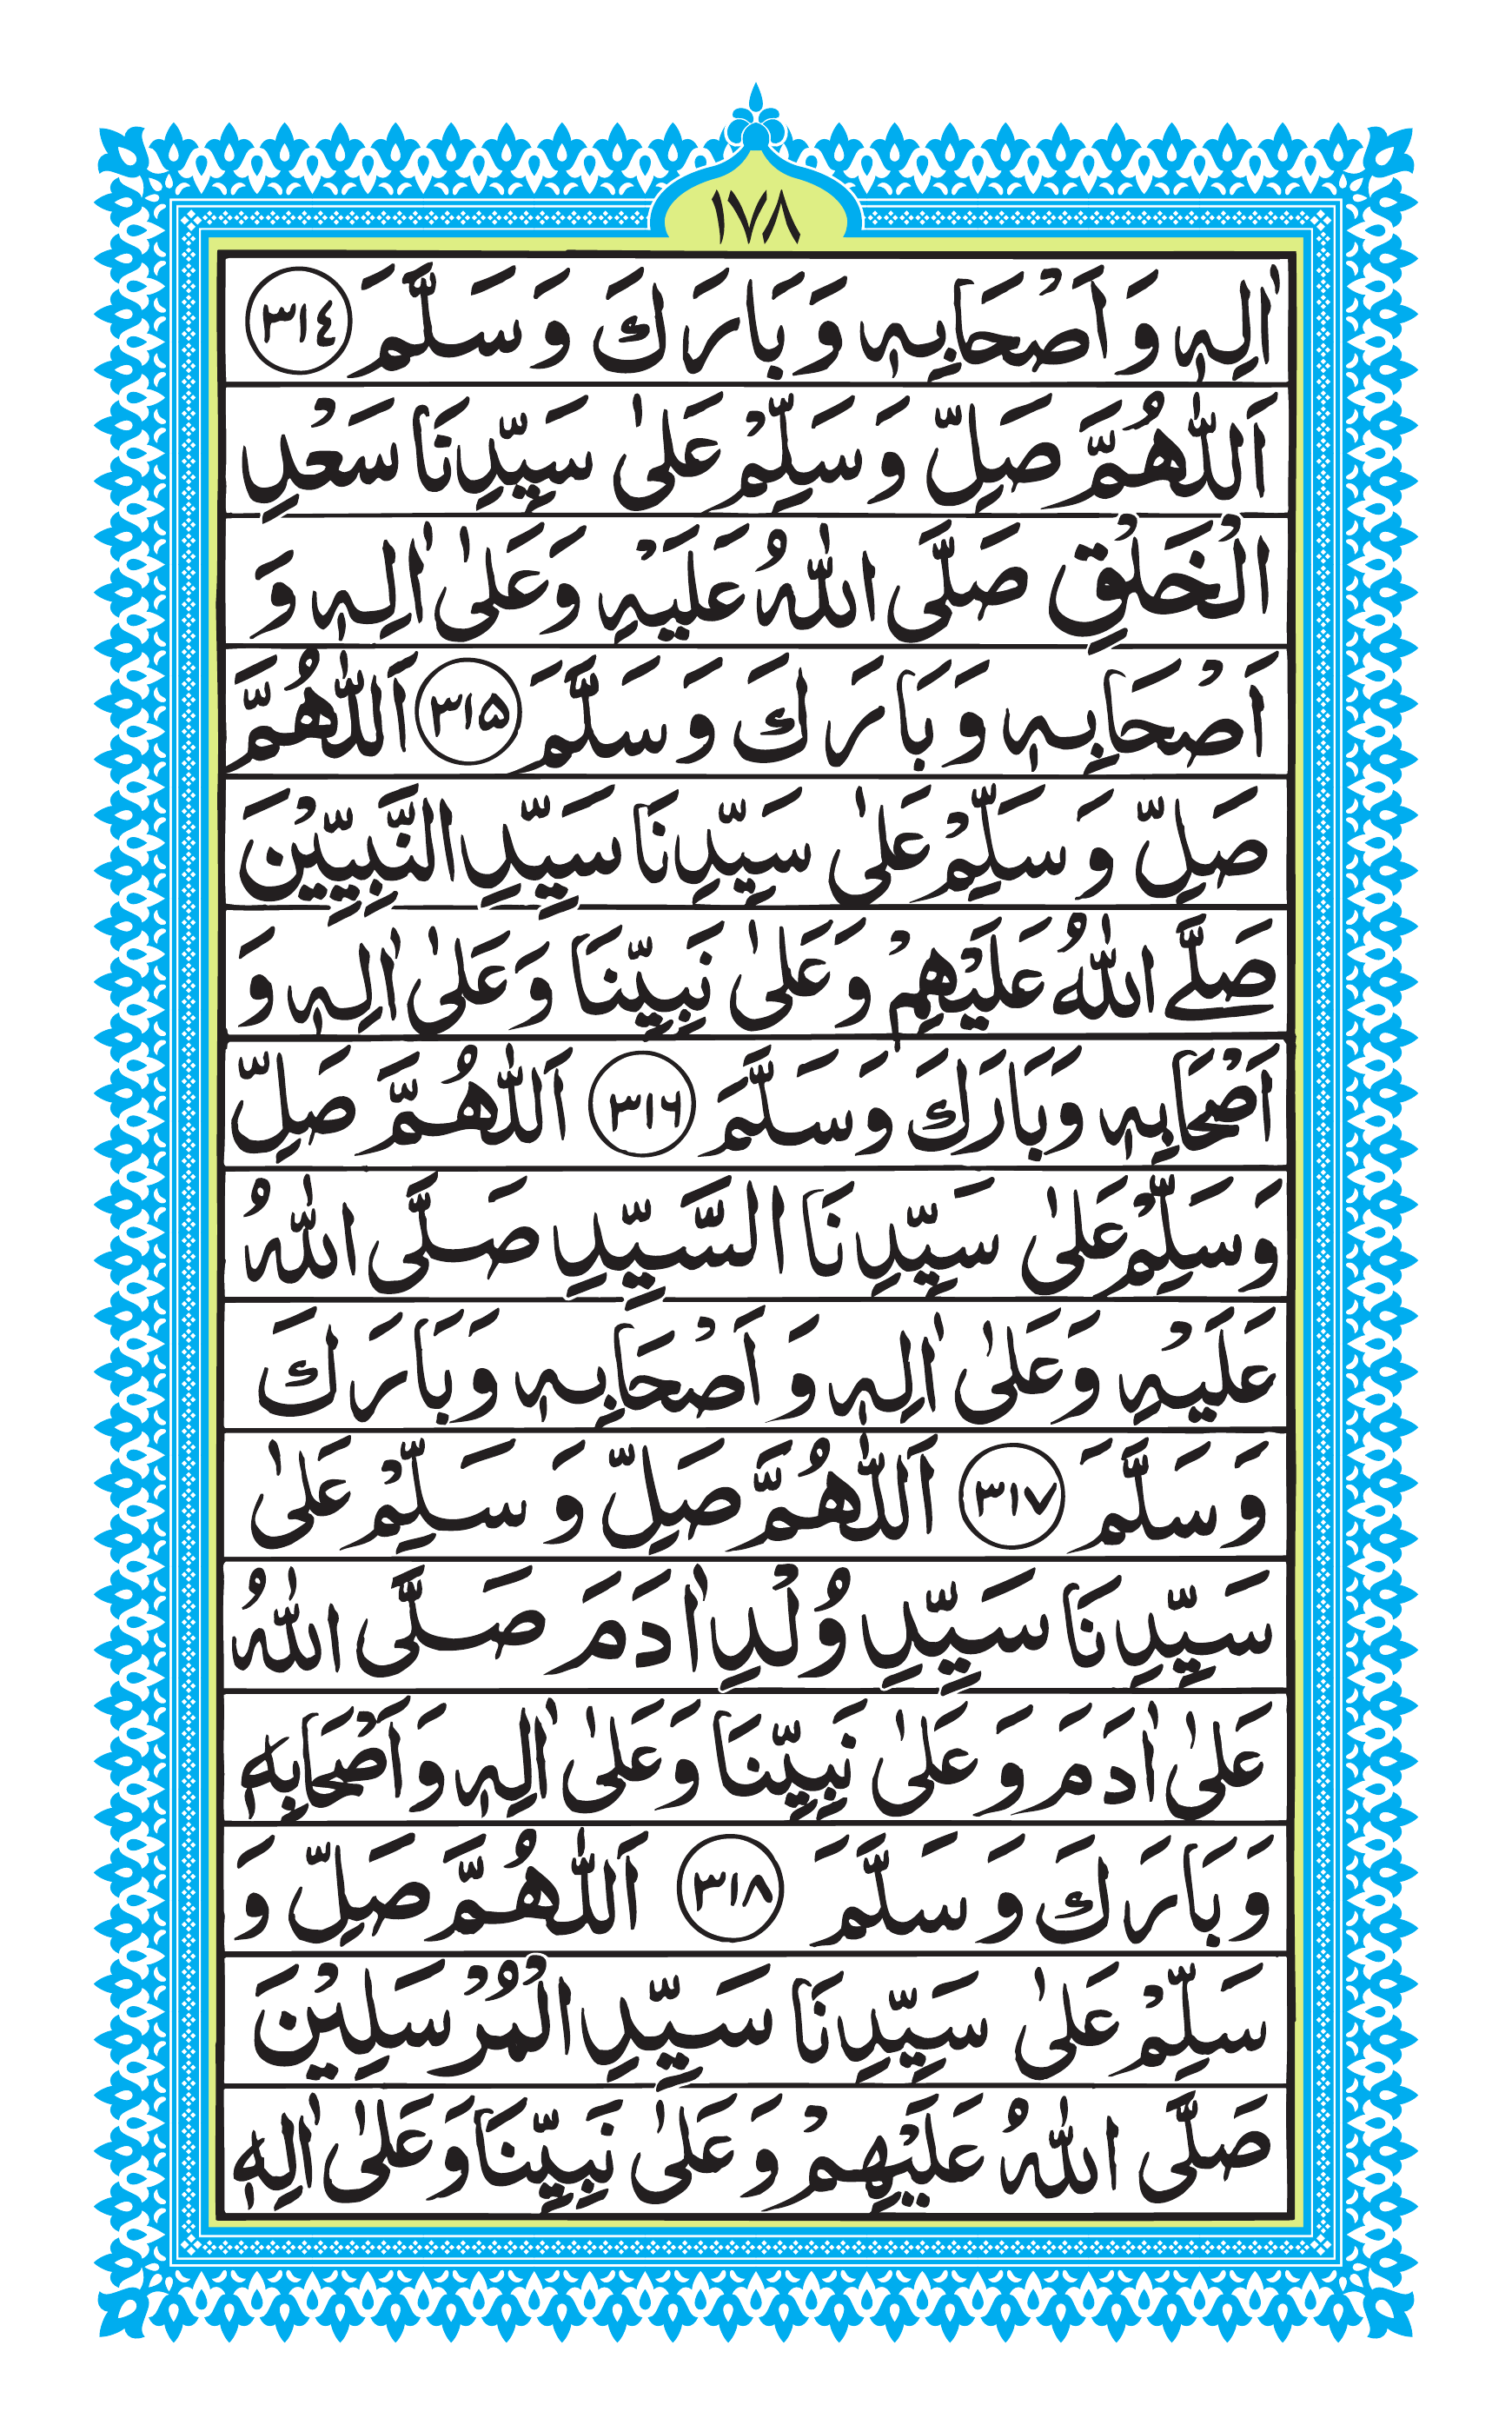 ١٧٨
اٰلِهٖ وَ اَصْحَابِهٖ وَ بَارَكَ وَ سَلَّمَ ٣١٤
اَللّٰهُمَّ صَلِّ وَ سَلِّمْ عَلٰى سَيِّدِنَا سَعْدِ
الْخَلْقِ صَلَّى اللّٰهُ عَلَيْهِ وَعَلٰى اٰلِهٖ وَ
اَصْحَابِهٖ وَ بَارَكَ وَ سَلَّمَ ٣١٥ اَللّٰهُمَّ
صَلِّ وَ سَلِّمْ عَلٰى سَيِّدِنَا سَيِّدِ النَّبِيِّيْنَ
صَلَّے اللّٰهُ عَلَيْهِمْ وَعَلٰى نَبِيِّنَا وَعَلٰى اٰلِهٖ وَ
اَصْحَابِهٖ وَبَارَكَ وَسَلَّمَ ٣١٦ اَللّٰهُمَّ صَلِّ
وَسَلِّمْ عَلٰى سَيِّدِنَا السَّيِّدِ صَلَّى اللّٰهُ
عَلَيْهِ وَعَلٰى اٰلِهٖ وَ اَصْحَابِهٖ وَبَارَكَ
وَ سَلَّمَ ٣١٧ اَللّٰهُمَّ صَلِّ وَ سَلِّمْ عَلٰى
سَيِّدِنَا سَيِّدِ وُلْدِ اٰدَمَ صَلَّى اللّٰهُ
عَلٰى اٰدَمَ وَ عَلٰى نَبِيِّنَا وَعَلٰى اٰلِهٖ وَ اَصْحَابِهٖ
وَ بَارَكَ وَ سَلَّمَ ٣١٨ اَللّٰهُمَّ صَلِّ وَ
سَلِّمْ عَلٰى سَيِّدِنَا سَيِّدِ الْمُرْسَلِيْنَ
صَلَّى اللّٰهُ عَلَيْهِمْ وَعَلٰى نَبِيِّنَا وَعَلٰى اٰلِهٖ